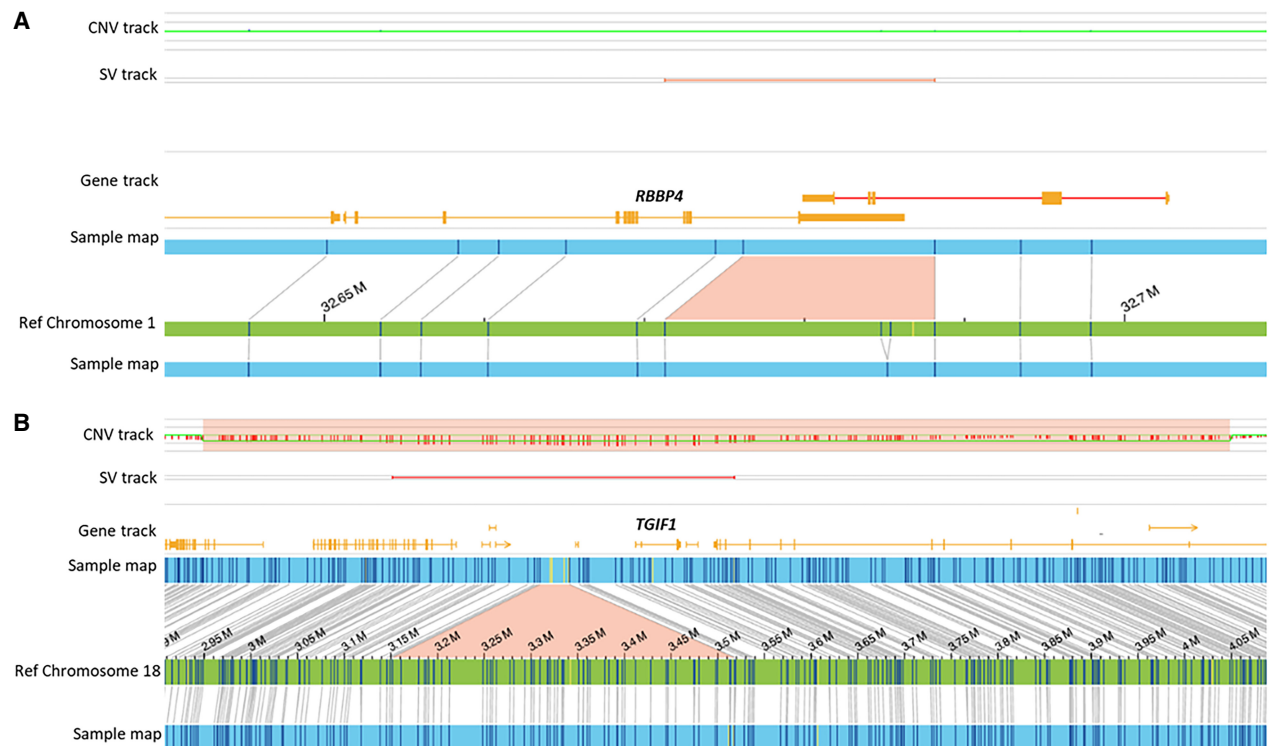 A
CNV track
SV track
Gene track
RBBP4
Sample map
32.65 M
32.7 M
Ref Chromosome 1
Sample map
B
CNV track
SV track
Gene track
TGIF1
Sample map
9 M 2.95 M 3 M 3.05 M 3.1 M 3.15 M 3.2 M 3.25 M 3.3 M 3.35 M 3.4 M 3.45 M 3.5 M 3.55 M 3.6 M 3.65 M 3.7 M 3.75 M 3.8 M 3.85 M 3.9 M 3.95 M 4 M 4.05 M
Ref Chromosome 18
Sample map